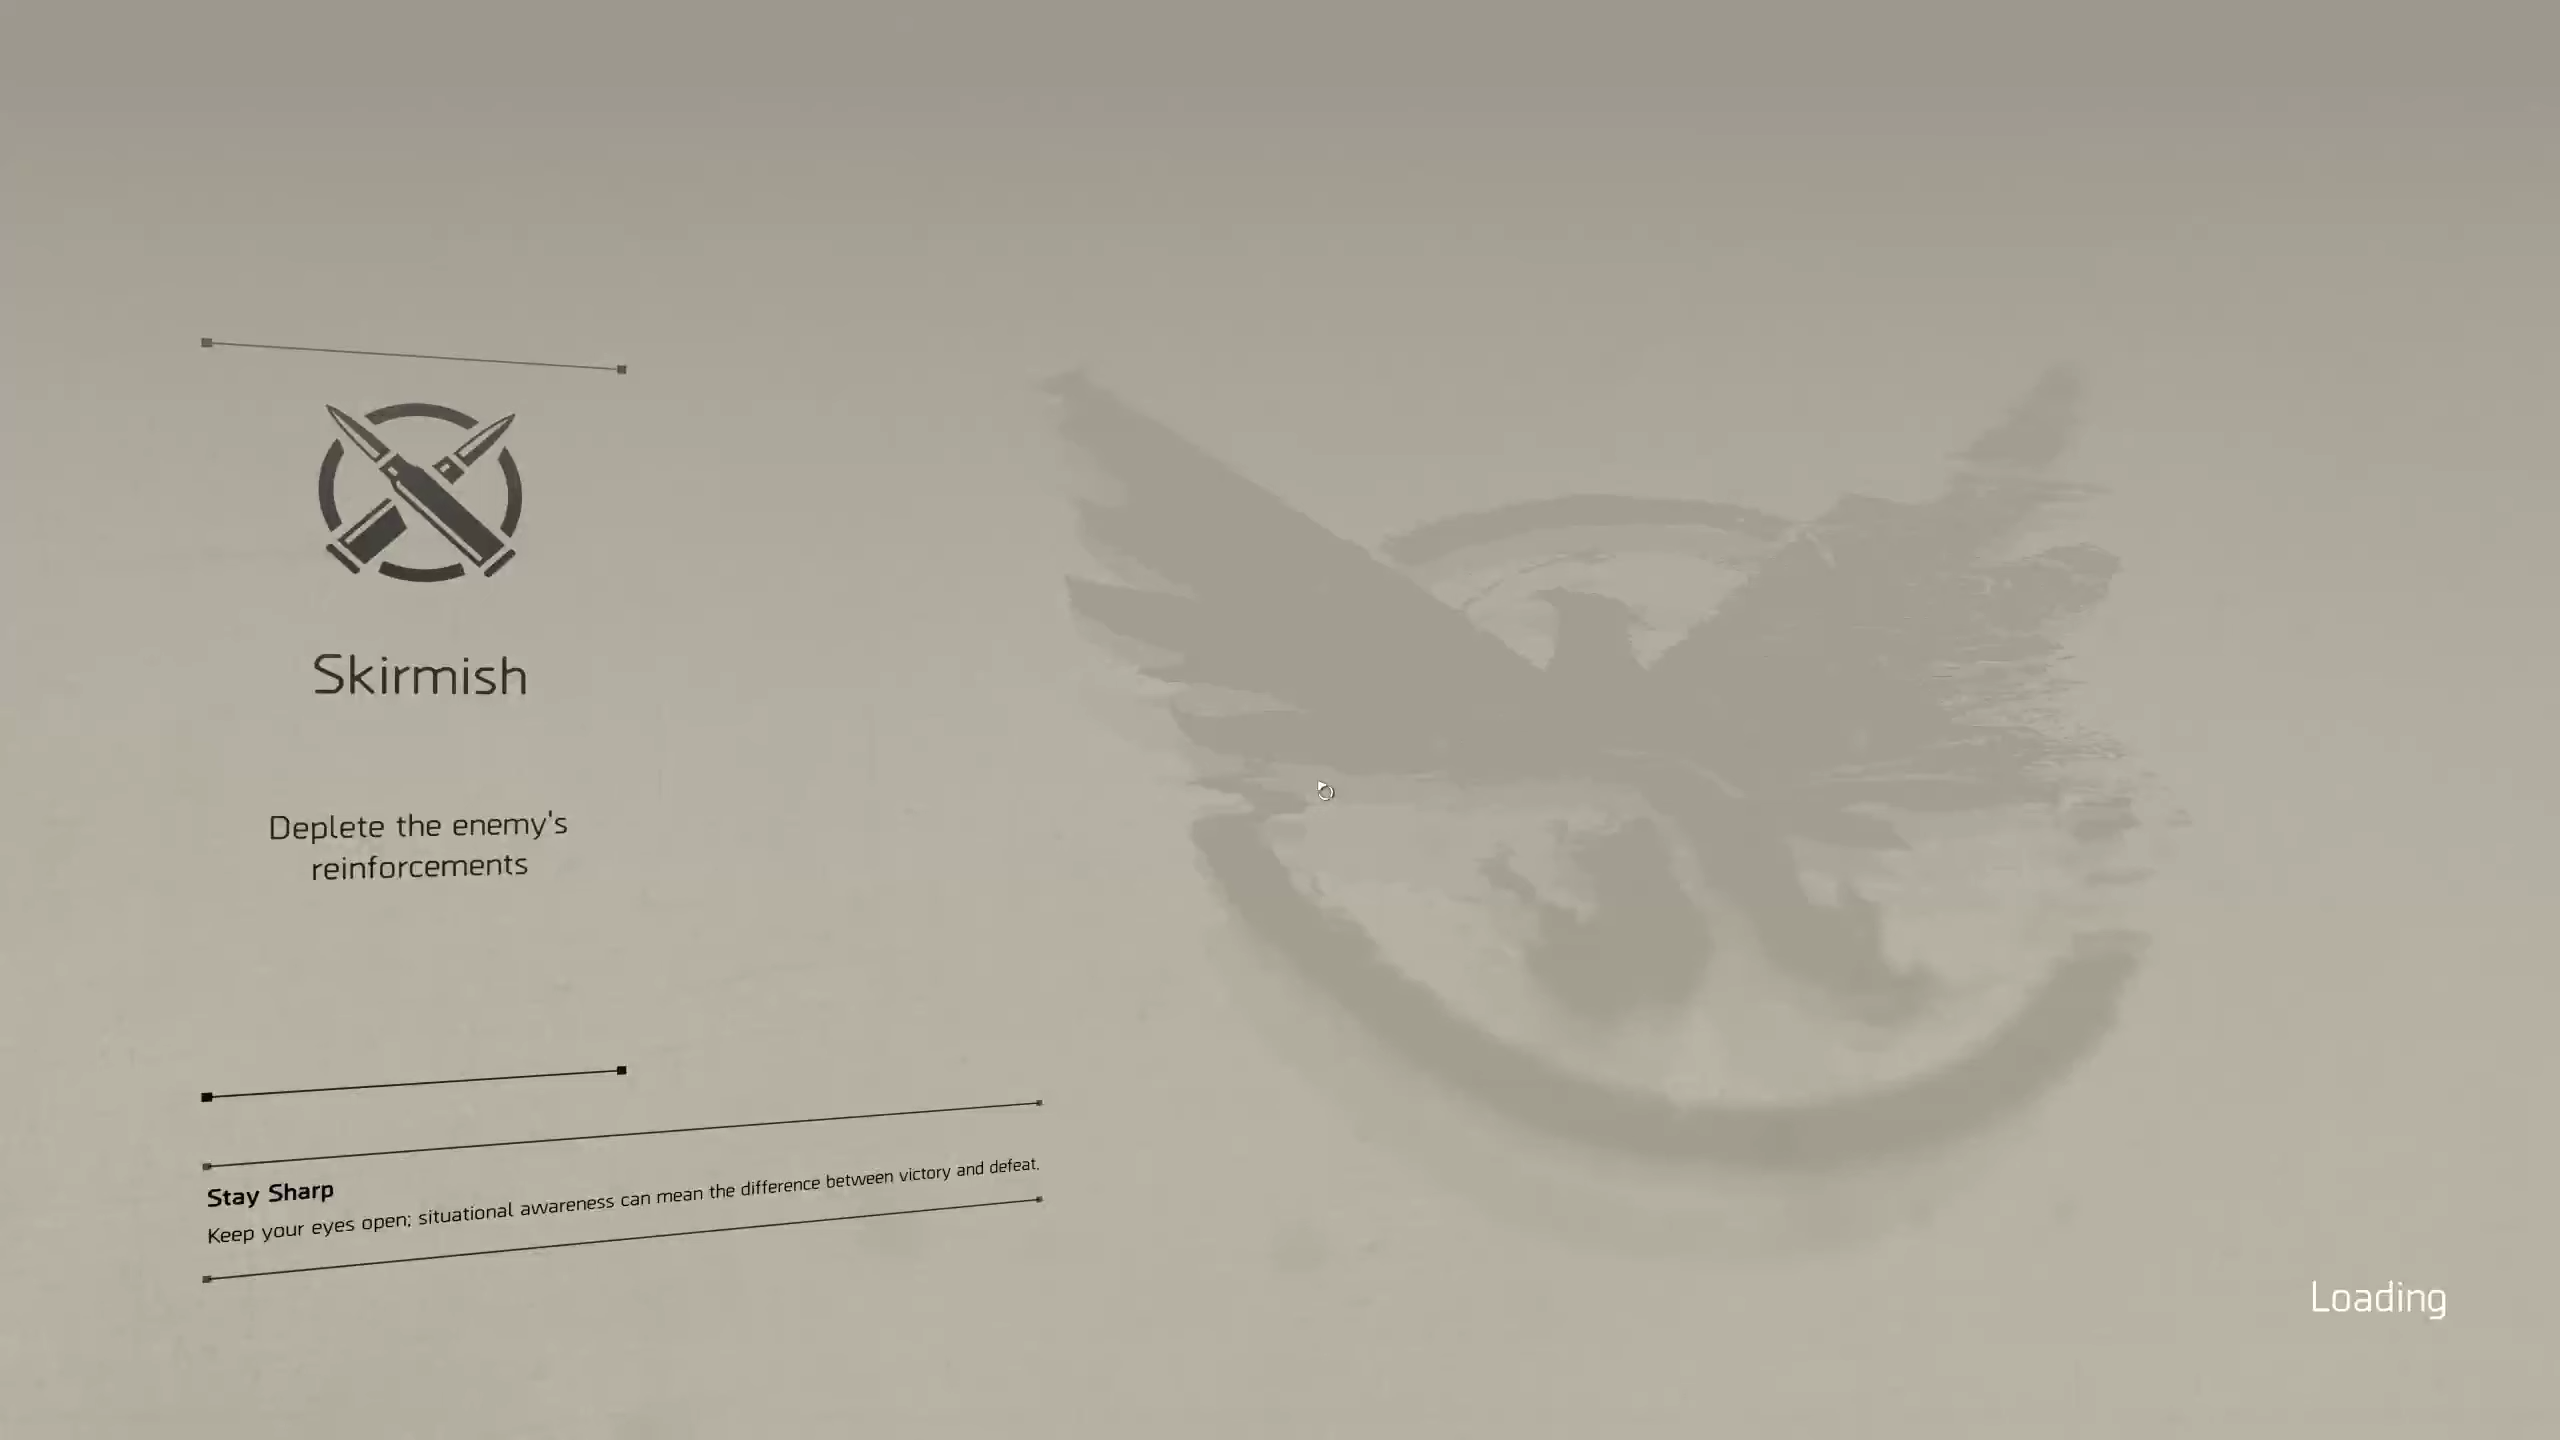 Skirmish
Deplete the enemy's
reinforcements
Stay Sharp
Keep your eyes open; situational awareness can mean the difference between victory and defeat.
Loading